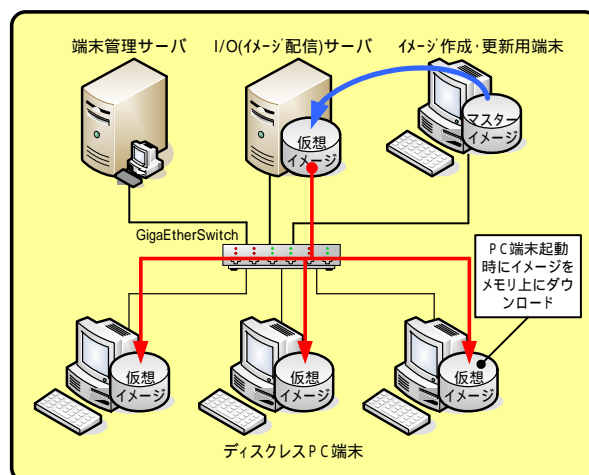 端末管理サーバ
I/O(イメージ配信)サーバ
イメージ作成・更新用端末
マスター
イメージ
仮想
イメージ
GigaEtherSwitch
PC端末起動
時にイメージを
メモリ上にダウ
ンロード
仮想
イメージ
仮想
イメージ
仮想
イメージ
ディスクレスPC端末